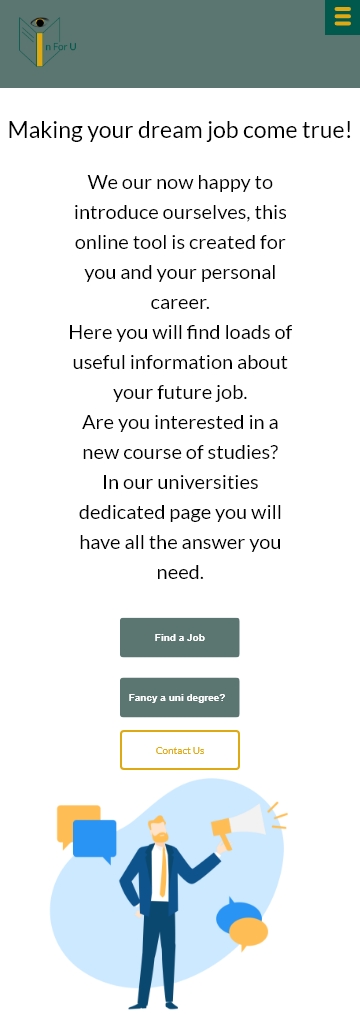 n For U
Making your dream job come true!
We our now happy to
introduce ourselves, this
online tool is created for
you and your personal
career.
Here you will find loads of
useful information about
your future job.
Are you interested in a
new course of studies?
In our universities
dedicated page you will
have all the answer you
need.
Find a Job
Fancy a uni degree?
Contact Us